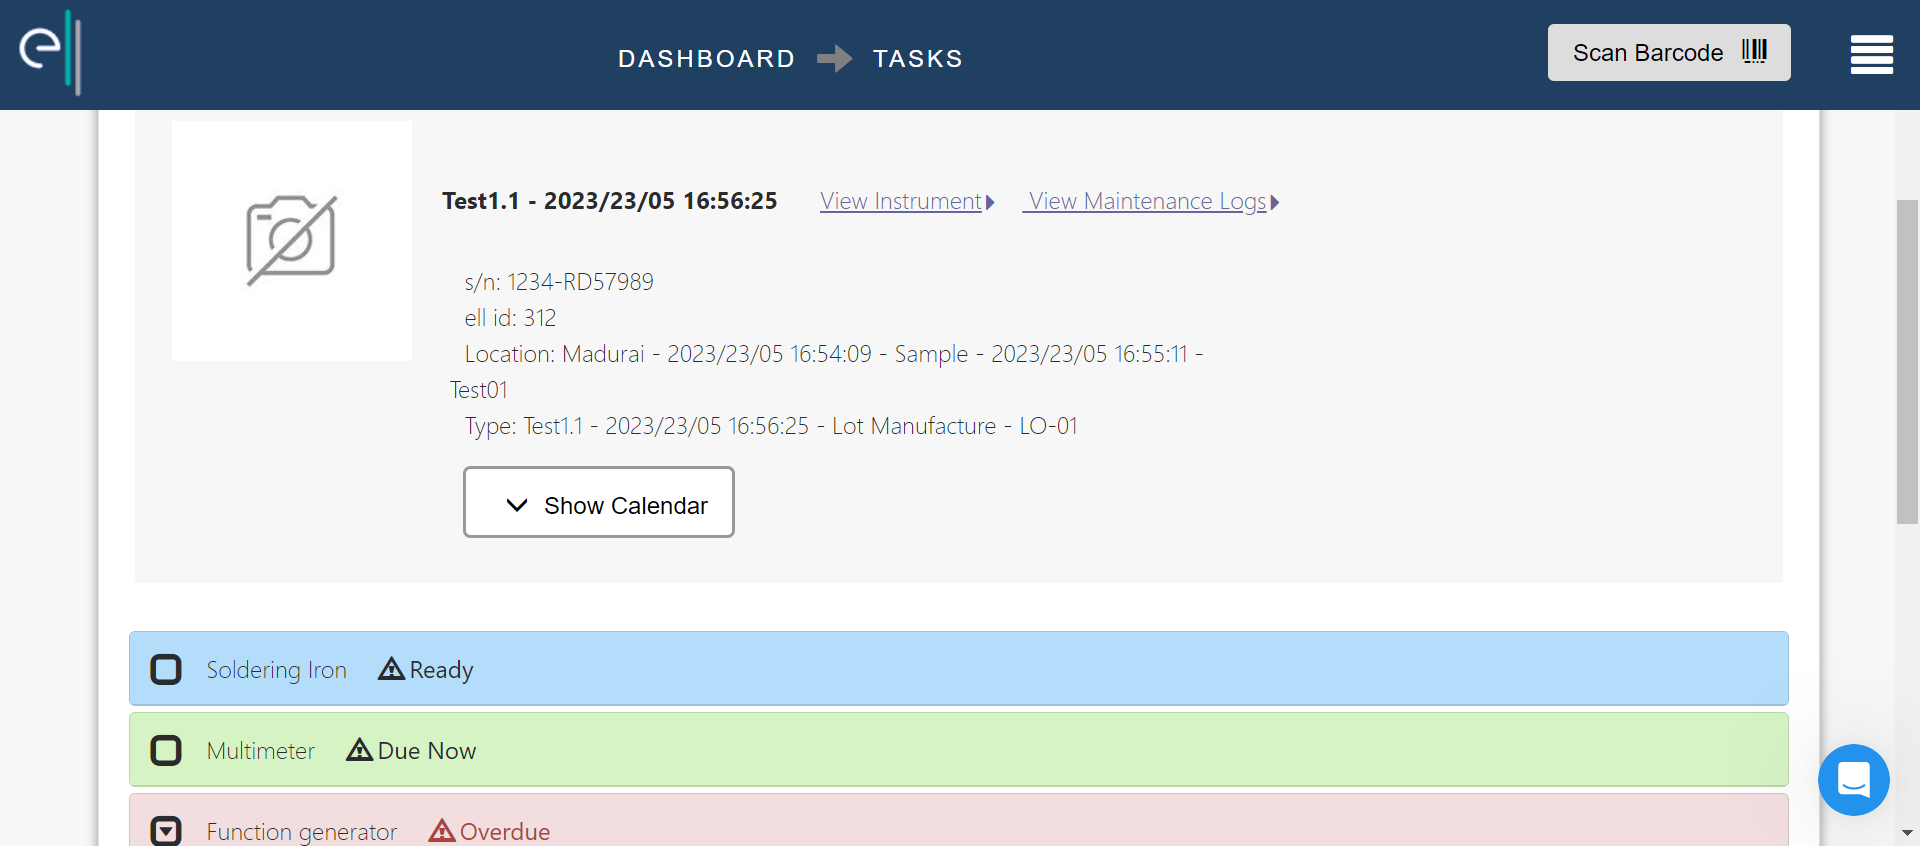 ell
DASHBOARD TASKS
Scan Barcode
Test1.1 - 2023/23/05 16:56:25 View Instrument View Maintenance Logs
s/n: 1234-RD57989
ell id: 312
Location: Madurai - 2023/23/05 16:54:09 - Sample - 2023/23/05 16:55:11 -
Test01
Type: Test1.1 - 2023/23/05 16:56:25 - Lot Manufacture - LO-01
Show Calendar
Soldering Iron Ready
Multimeter Due Now
Function generator Overdue